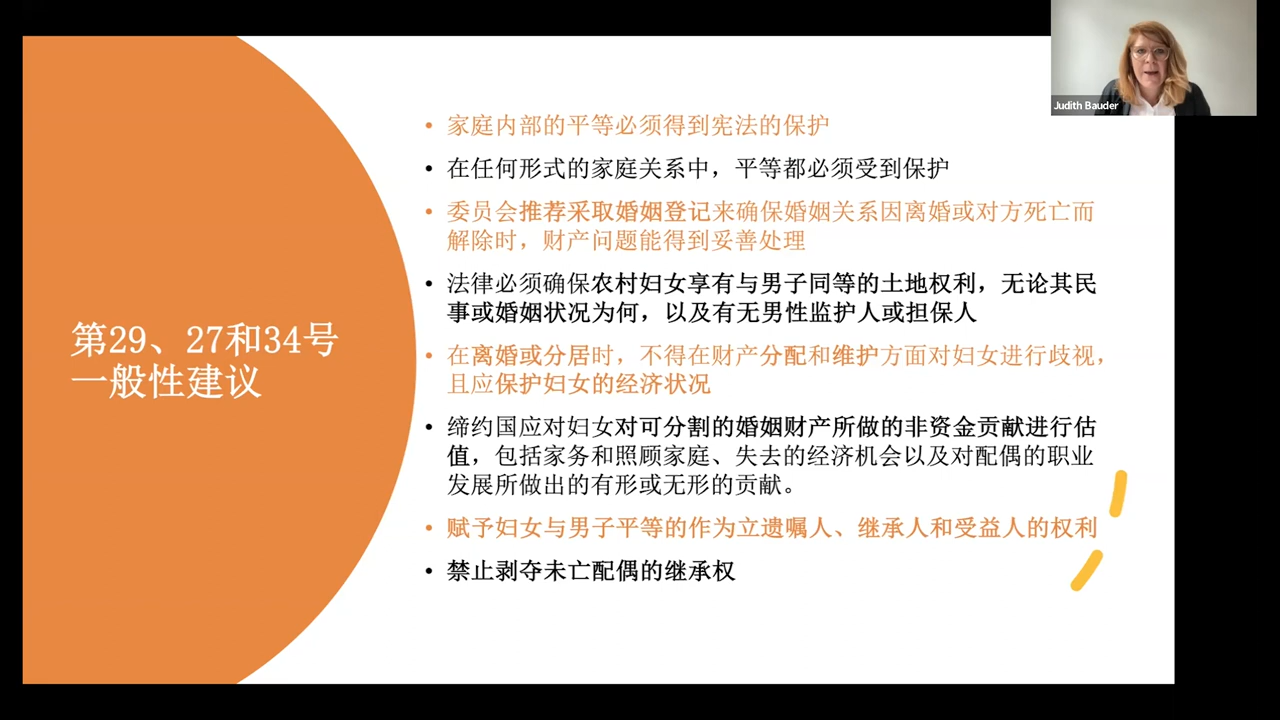 Judith Bauder
第29、27和34号
一般性建议
• 家庭内部的平等必须得到宪法的保护
• 在任何形式的家庭关系中，平等都必须受到保护
• 委员会推荐采取婚姻登记来确保婚姻关系因离婚或对方死亡而
解除时，财产问题能得到妥善处理
• 法律必须确保农村妇女享有与男子同等的土地权利，无论其民
事或婚姻状况为何，以及有无男性监护人或担保人
• 在离婚或分居时，不得在财产分配和维护方面对妇女进行歧视，
且应保护妇女的经济状况
• 缔约国应对妇女对可分割的婚姻财产所做的非资金贡献进行估
值，包括家务和照顾家庭、失去的经济机会以及对配偶的职业
发展所做出的有形或无形的贡献。
• 赋予妇女与男子平等的作为立遗嘱人、继承人和受益人的权利
• 禁止剥夺未亡配偶的继承权